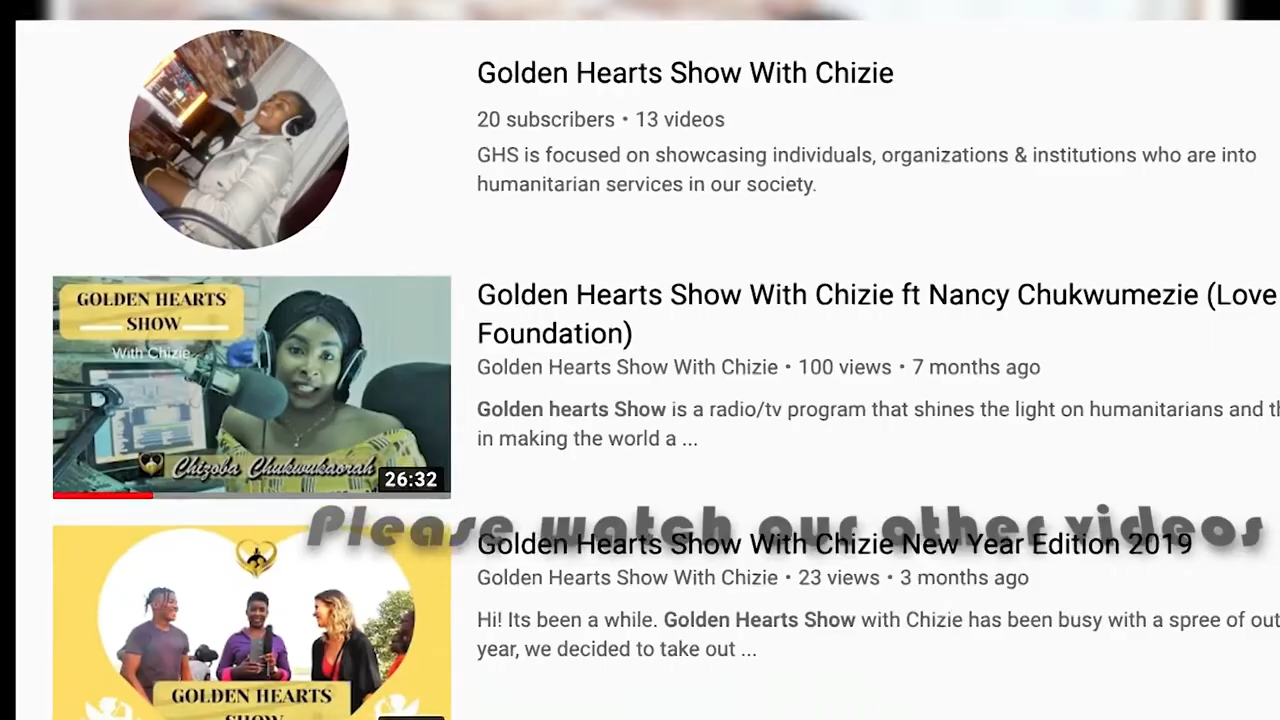 Golden Hearts Show With Chizie
20 subscribers • 13 videos
GHS is focused on showcasing individuals, organizations & institutions who are into
humanitarian services in our society.
GOLDEN HEARTS
SHOW
With Chizie
Chizoba Chukwukaorah
26:32
Golden Hearts Show With Chizie ft Nancy Chukwumezie (Love
Foundation)
Golden Hearts Show With Chizie • 100 views • 7 months ago
Golden hearts Show is a radio/tv program that shines the light on humanitarians and
in making the world a ...
Please watch our other videos
Golden Hearts Show With Chizie New Year Edition 2019
Golden Hearts Show With Chizie • 23 views • 3 months ago
Hi! Its been a while. Golden Hearts Show with Chizie has been busy with a spree of out
year, we decided to take out ...
GOLDEN HEARTS
SHOW